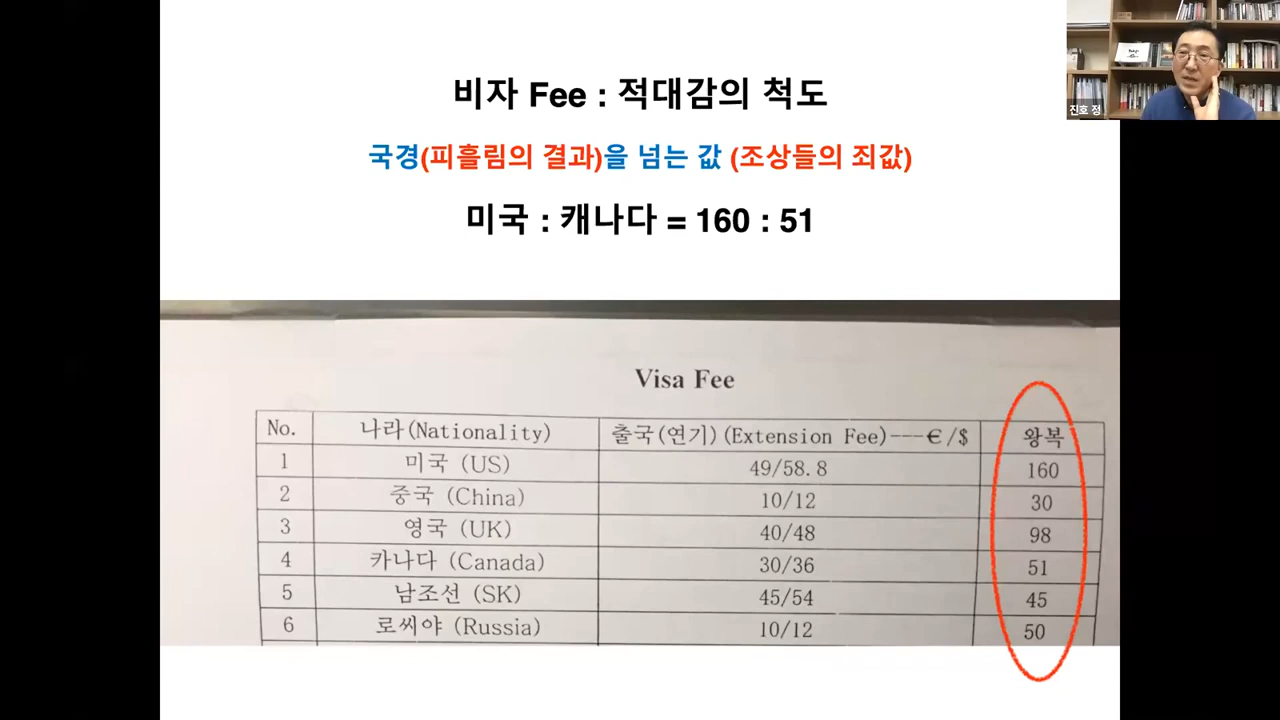 비자 Fee : 적대감의 척도
국경(피흘림의 결과)을 넘는 값 (조상들의 죄값)
미국 : 캐나다 = 160 : 51
진호 정
Visa Fee
No. 나라(Nationality) 출국(연기)(Extension Fee)---€/$ 왕복
1 미국 (US) 49/58.8 160
2 중국 (China) 10/12 30
3 영국 (UK) 40/48 98
4 카나다 (Canada) 30/36 51
5 남조선 (SK) 45/54 45
6 로씨야 (Russia) 10/12 50